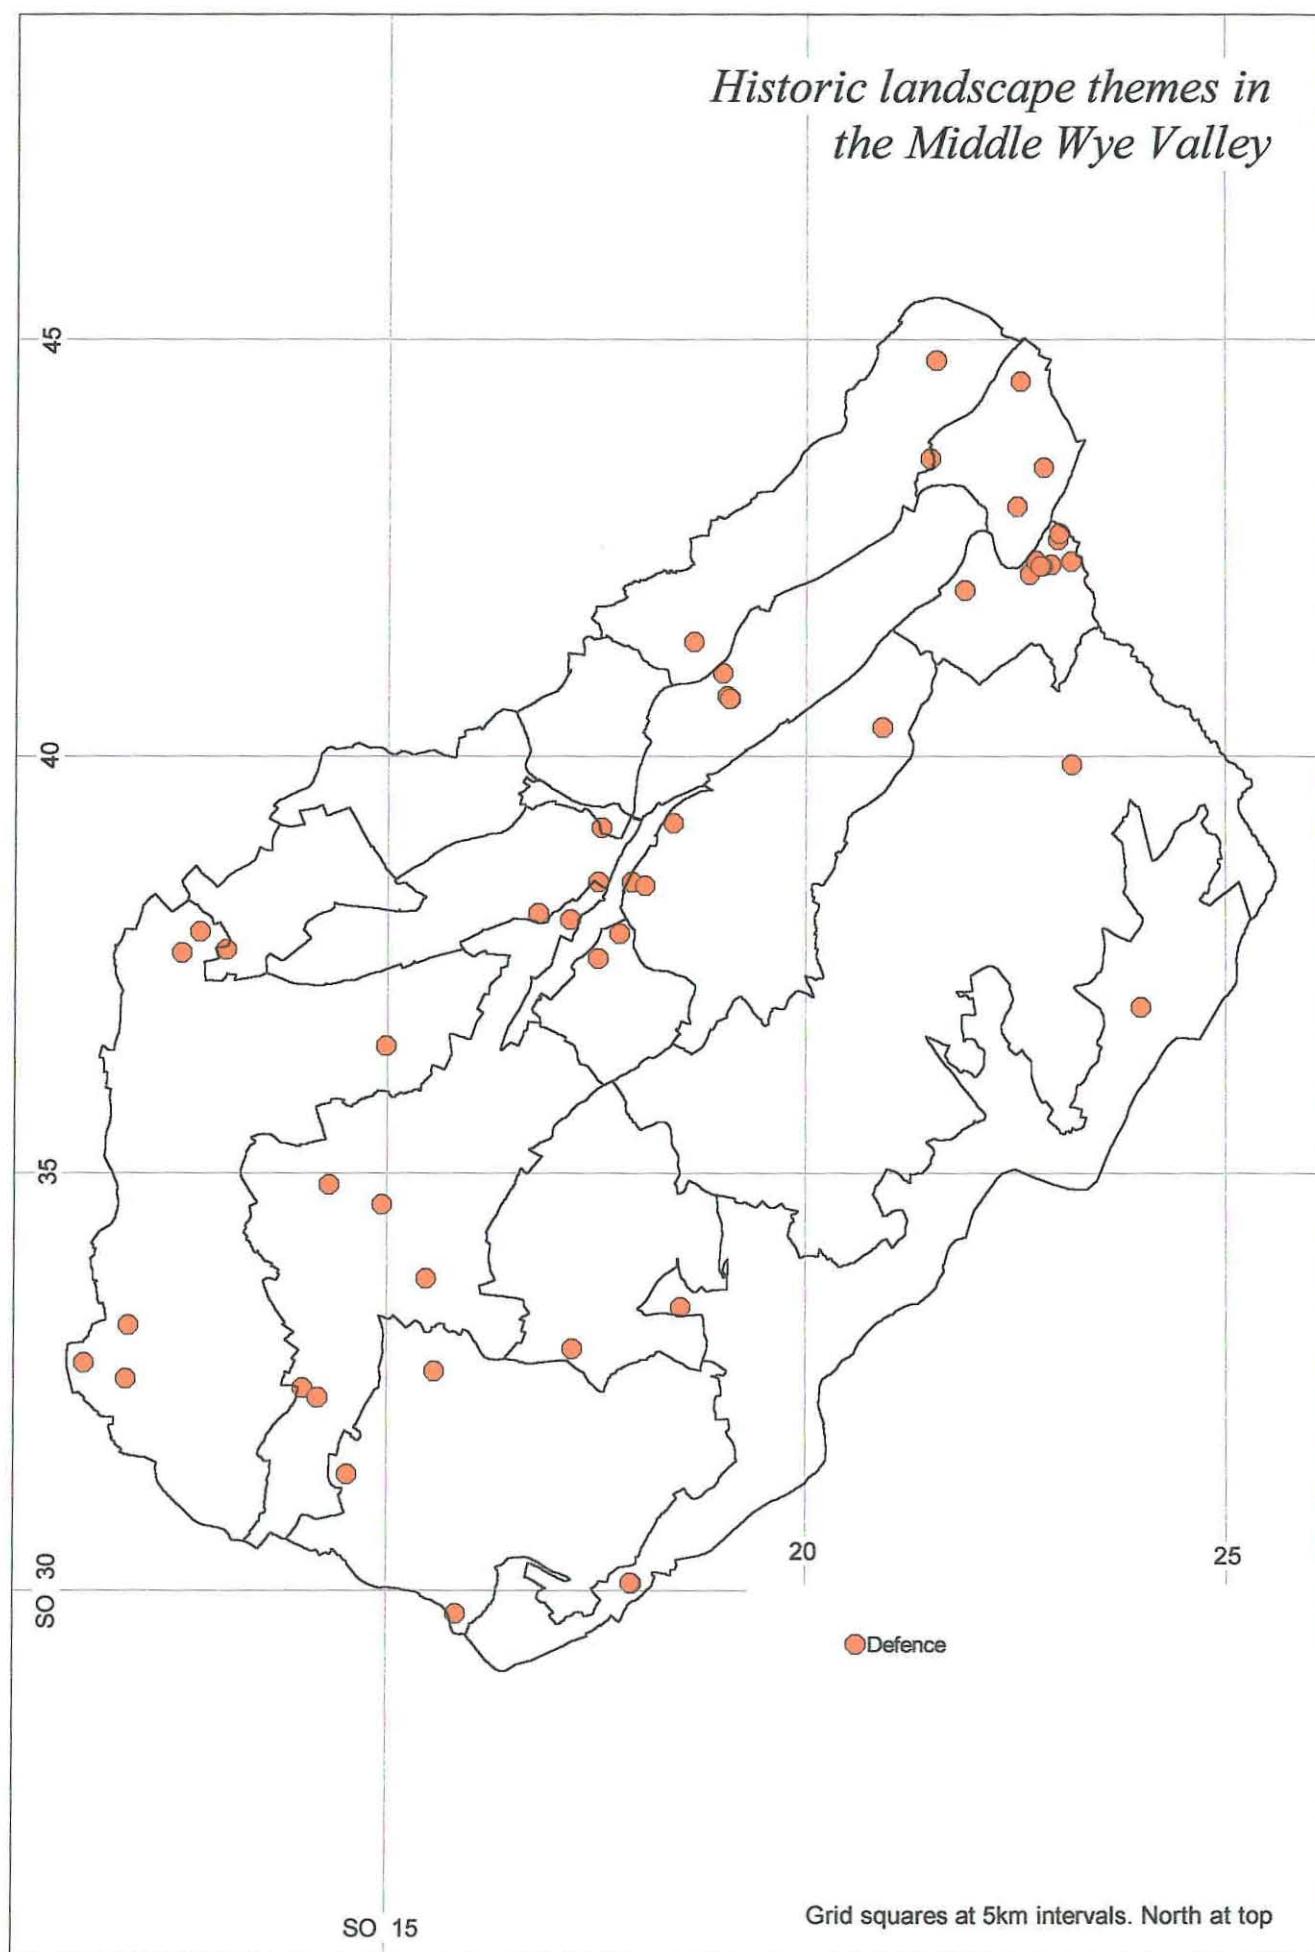 Historic landscape themes in
the Middle Wye Valley
45
40
35
SO 30
20
25
Defence
SO 15
Grid squares at 5km intervals. North at top